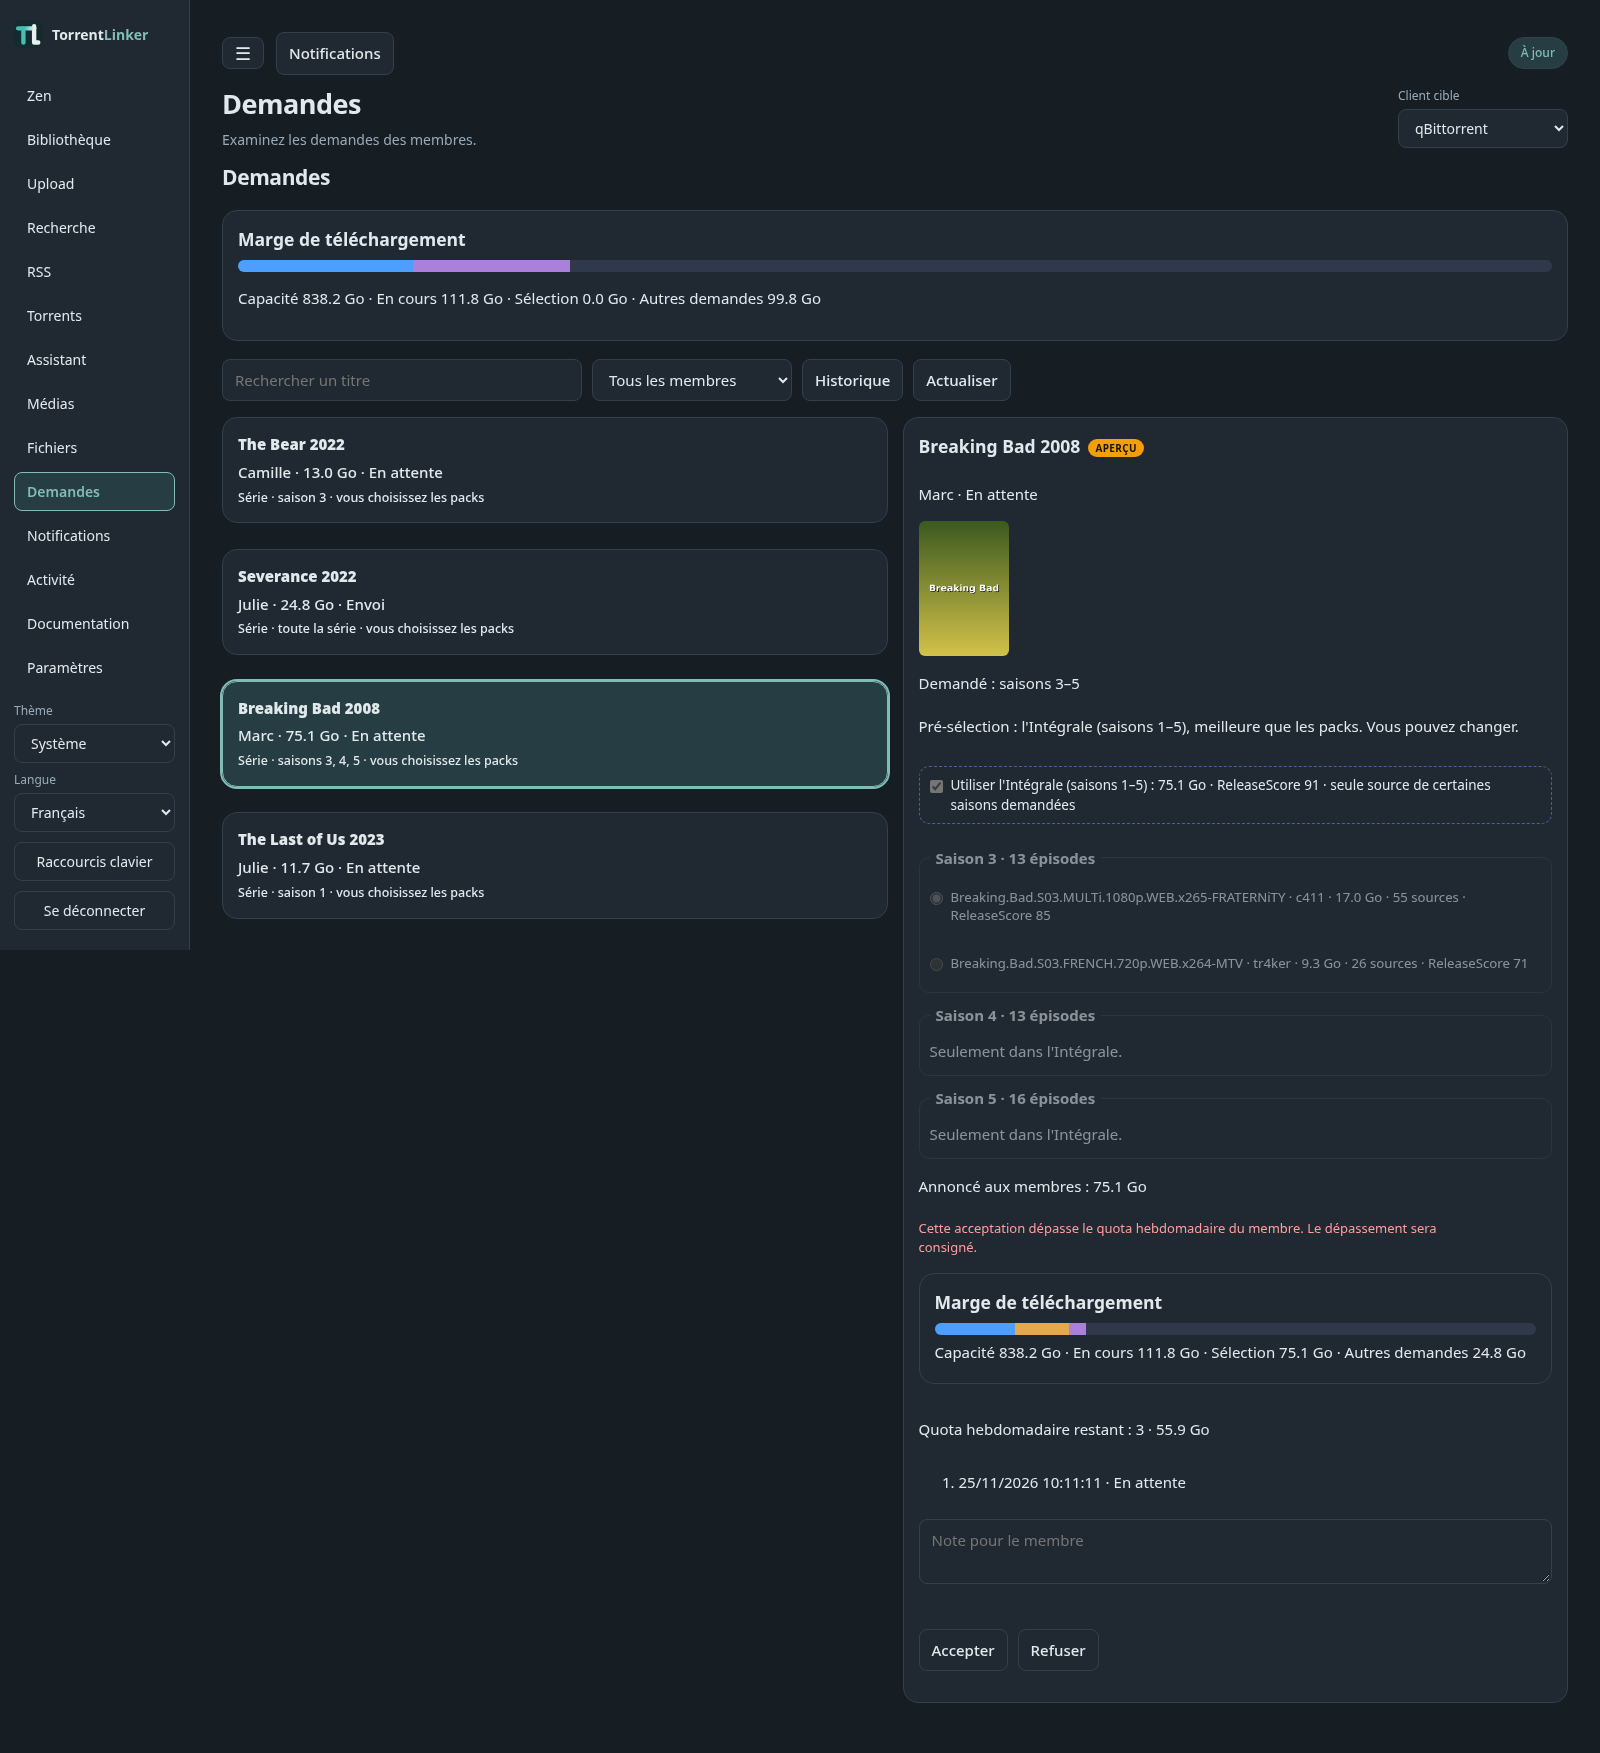 TorrentLinker
Zen
Bibliothèque
Upload
Recherche
RSS
Torrents
Assistant
Médias
Fichiers
Demandes
Notifications
Activité
Documentation
Paramètres
Thème
Système
Langue
Français
Raccourcis clavier
Se déconnecter
☰ Notifications
À jour
Demandes
Examinez les demandes des membres.
Client cible
qBittorrent
Demandes
Marge de téléchargement
Capacité 838.2 Go · En cours 111.8 Go · Sélection 0.0 Go · Autres demandes 99.8 Go
Rechercher un titre
Tous les membres
Historique
Actualiser
The Bear 2022
Camille · 13.0 Go · En attente
Série · saison 3 · vous choisissez les packs
Severance 2022
Julie · 24.8 Go · Envoi
Série · toute la série · vous choisissez les packs
Breaking Bad 2008
Marc · 75.1 Go · En attente
Série · saisons 3, 4, 5 · vous choisissez les packs
The Last of Us 2023
Julie · 11.7 Go · En attente
Série · saison 1 · vous choisissez les packs
Breaking Bad 2008 APERÇU
Marc · En attente
Breaking Bad
Demandé : saisons 3–5
Pré-sélection : l'Intégrale (saisons 1–5), meilleure que les packs. Vous pouvez changer.
Utiliser l'Intégrale (saisons 1–5) : 75.1 Go · ReleaseScore 91 · seule source de certaines
saisons demandées
Saison 3 · 13 épisodes
Breaking.Bad.S03.MULTi.1080p.WEB.x265-FRATERNiTY · c411 · 17.0 Go · 55 sources ·
ReleaseScore 85
Breaking.Bad.S03.FRENCH.720p.WEB.x264-MTV · tr4ker · 9.3 Go · 26 sources · ReleaseScore 71
Saison 4 · 13 épisodes
Seulement dans l'Intégrale.
Saison 5 · 16 épisodes
Seulement dans l'Intégrale.
Annoncé aux membres : 75.1 Go
Cette acceptation dépasse le quota hebdomadaire du membre. Le dépassement sera
consigné.
Marge de téléchargement
Capacité 838.2 Go · En cours 111.8 Go · Sélection 75.1 Go · Autres demandes 24.8 Go
Quota hebdomadaire restant : 3 · 55.9 Go
1. 25/11/2026 10:11:11 · En attente
Note pour le membre
Accepter
Refuser